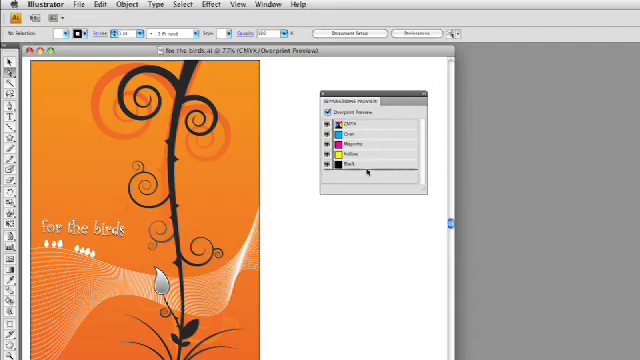 Illustrator File Edit Object Type Select Effect View Window Help
No Selection Stroke: Opacity Document Setup Preferences
for the birds.ai @ 77% (CMYK/Overprint Preview)
SEPARATIONS PREVIEW
Overprint Preview
CMYK
Cyan
Magenta
Yellow
Black
for the birds